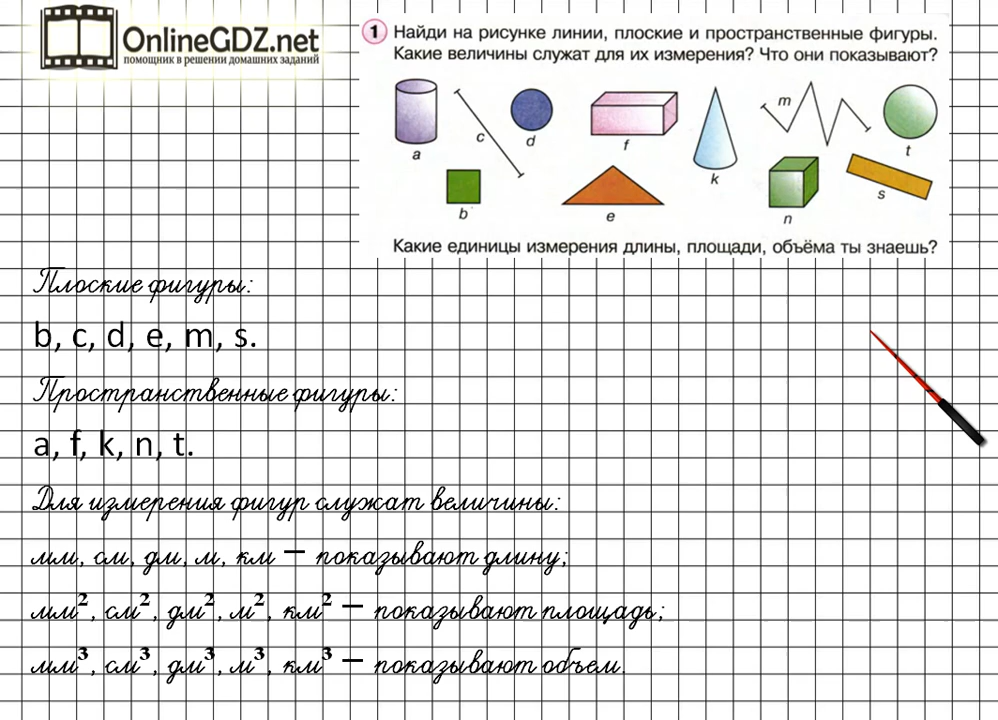 OnlineGDZ.net
помощник в решении домашних заданий
1 Найди на рисунке линии, плоские и пространственные фигуры.
Какие величины служат для их измерения? Что они показывают?
a c d f k m t
b e n s
Какие единицы измерения длины, площади, объёма ты знаешь?
Плоские фигуры:
b, c, d, e, m, s.
Пространственные фигуры:
a, f, k, n, t.
Для измерения фигур служат величины:
мм, см, дм, м, км — показывают длину;
мм², см², дм², м², км² — показывают площадь;
мм³, см³, дм³, м³, км³ — показывают объем.